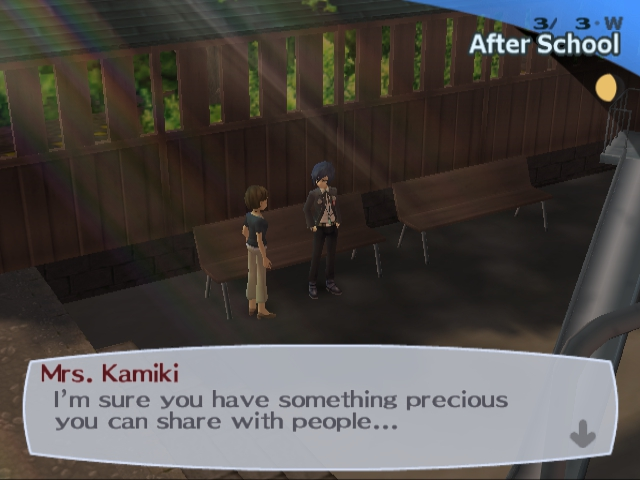 3/ 3·W
After School
Mrs. Kamiki
I'm sure you have something precious
you can share with people...